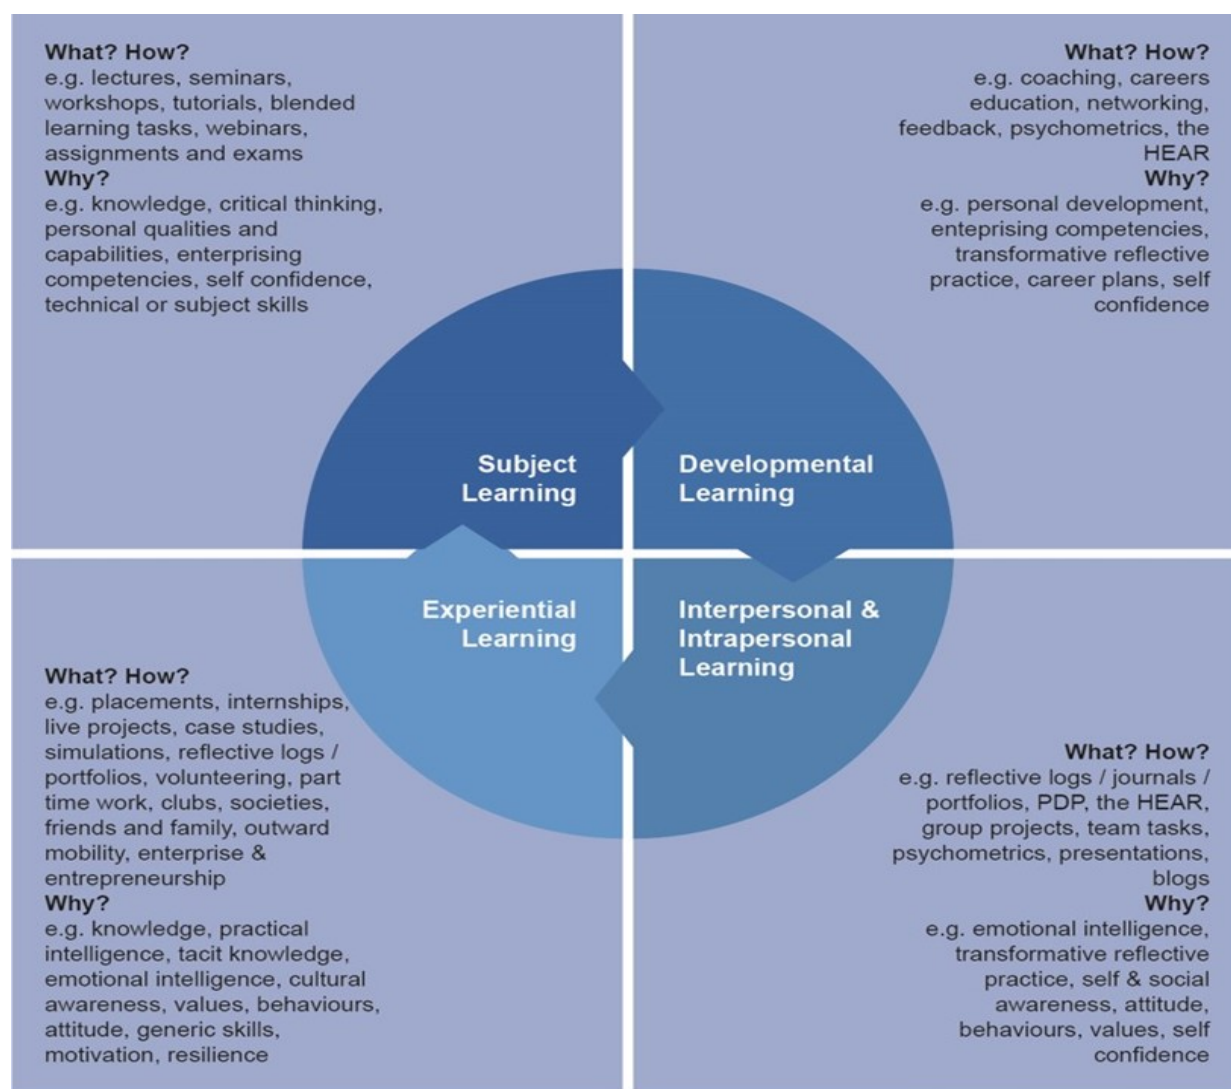 What? How?
e.g. lectures, seminars,
workshops, tutorials, blended
learning tasks, webinars,
assignments and exams
Why?
e.g. knowledge, critical thinking,
personal qualities and
capabilities, enterprising
competencies, self confidence,
technical or subject skills
What? How?
e.g. coaching, careers
education, networking,
feedback, psychometrics, the
HEAR
Why?
e.g. personal development,
enteprising competencies,
transformative reflective
practice, career plans, self
confidence
Subject
Learning
Developmental
Learning
Experiential
Learning
Interpersonal &
Intrapersonal
Learning
What? How?
e.g. placements, internships,
live projects, case studies,
simulations, reflective logs /
portfolios, volunteering, part
time work, clubs, societies,
friends and family, outward
mobility, enterprise &
entrepreneurship
Why?
e.g. knowledge, practical
intelligence, tacit knowledge,
emotional intelligence, cultural
awareness, values, behaviours,
attitude, generic skills,
motivation, resilience
What? How?
e.g. reflective logs / journals /
portfolios, PDP, the HEAR,
group projects, team tasks,
psychometrics, presentations,
blogs
Why?
e.g. emotional intelligence,
transformative reflective
practice, self & social
awareness, attitude,
behaviours, values, self
confidence